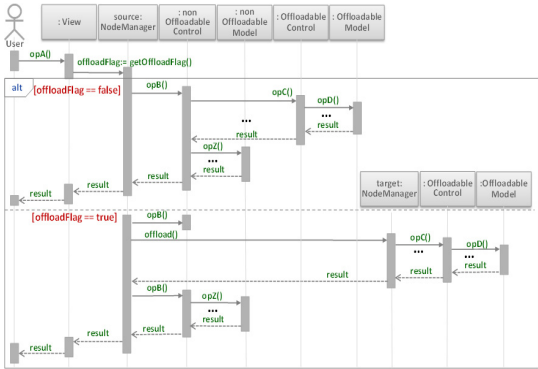 : View
source:
NodeManager
: non
Offloadable
Control
: non
Offloadable
Model
: Offloadable
Control
: Offloadable
Model
User
opA()
offloadFlag:= getOffloadFlag()
alt
[offloadFlag == false]
opB()
opC()
opD()
...
...
result
result
opZ()
...
result
result
result
result
target:
NodeManager
: Offloadable
Control
:Offloadable
Model
[offloadFlag == true]
opB()
offload()
opC()
opD()
...
...
result
result
result
opB()
opZ()
...
result
result
result
result